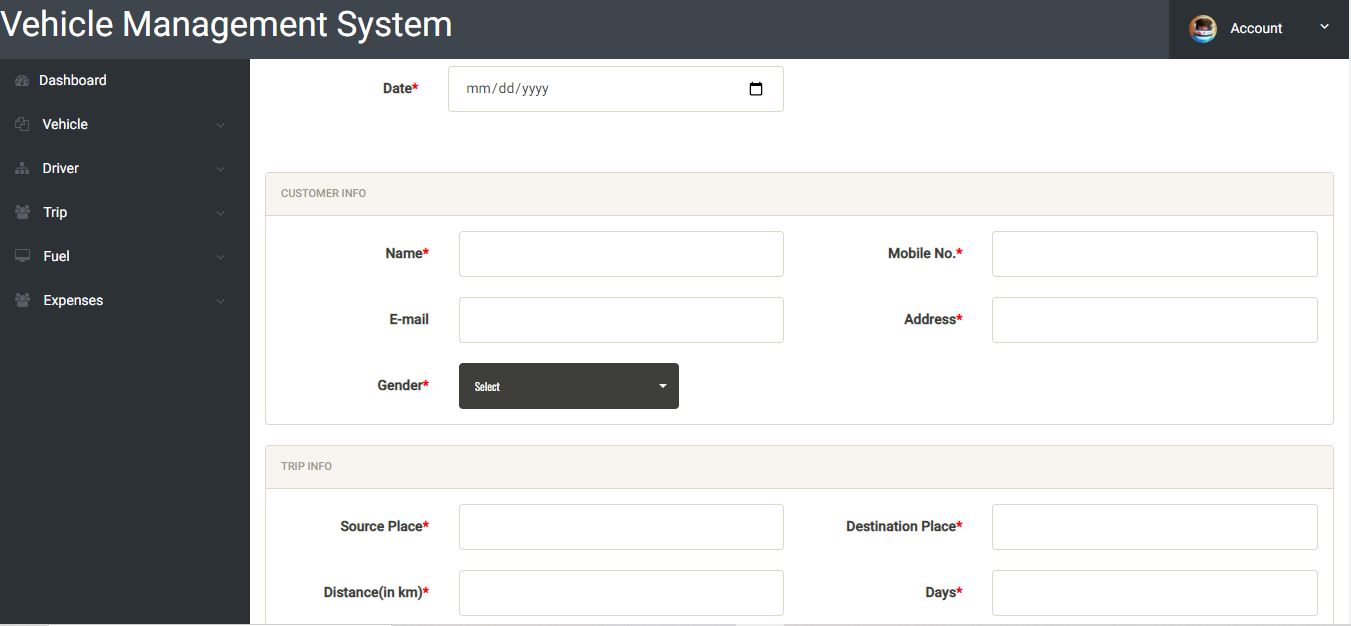 Vehicle Management System
Account
Dashboard
Vehicle
Driver
Trip
Fuel
Expenses
Date*
mm/dd/yyyy
CUSTOMER INFO
Name*
Mobile No.*
E-mail
Address*
Gender*
Select
TRIP INFO
Source Place*
Destination Place*
Distance(in km)*
Days*